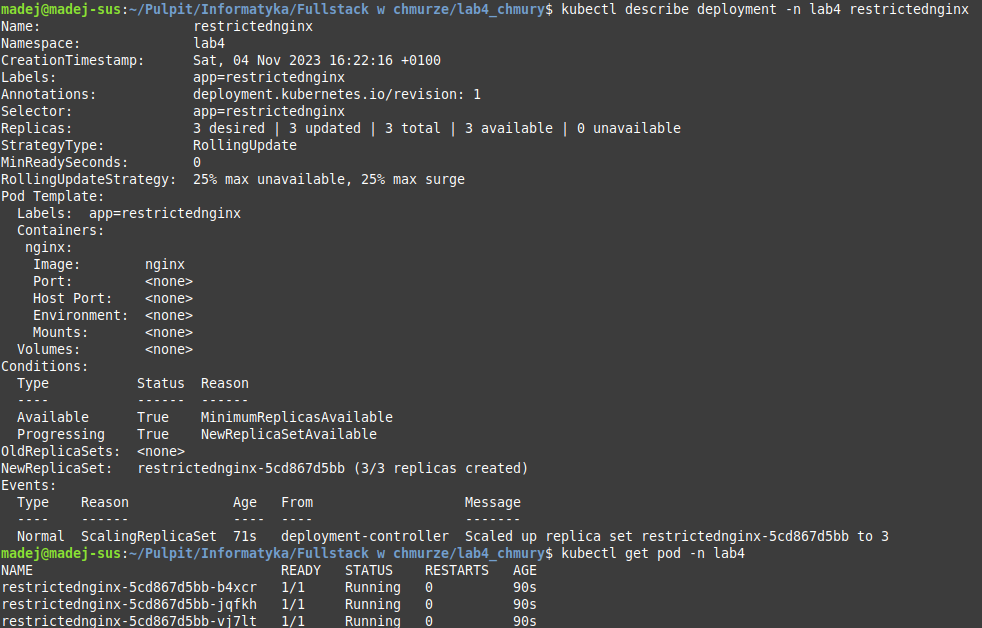 madej@madej-sus:~/Pulpit/Informatyka/Fullstack w chmurze/lab4_chmury$ kubectl describe deployment -n lab4 restrictednginx
Name:                   restrictednginx
Namespace:              lab4
CreationTimestamp:      Sat, 04 Nov 2023 16:22:16 +0100
Labels:                 app=restrictednginx
Annotations:            deployment.kubernetes.io/revision: 1
Selector:               app=restrictednginx
Replicas:               3 desired | 3 updated | 3 total | 3 available | 0 unavailable
StrategyType:           RollingUpdate
MinReadySeconds:        0
RollingUpdateStrategy:  25% max unavailable, 25% max surge
Pod Template:
  Labels:  app=restrictednginx
  Containers:
   nginx:
    Image:        nginx
    Port:         <none>
    Host Port:    <none>
    Environment:  <none>
    Mounts:       <none>
  Volumes:        <none>
Conditions:
  Type           Status  Reason
  ----           ------  ------
  Available      True    MinimumReplicasAvailable
  Progressing    True    NewReplicaSetAvailable
OldReplicaSets:  <none>
NewReplicaSet:   restrictednginx-5cd867d5bb (3/3 replicas created)
Events:
  Type    Reason             Age   From                   Message
  ----    ------             ----  ----                   -------
  Normal  ScalingReplicaSet  71s   deployment-controller  Scaled up replica set restrictednginx-5cd867d5bb to 3
madej@madej-sus:~/Pulpit/Informatyka/Fullstack w chmurze/lab4_chmury$ kubectl get pod -n lab4
NAME                               READY   STATUS    RESTARTS   AGE
restrictednginx-5cd867d5bb-b4xcr   1/1     Running   0          90s
restrictednginx-5cd867d5bb-jqfkh   1/1     Running   0          90s
restrictednginx-5cd867d5bb-vj7lt   1/1     Running   0          90s